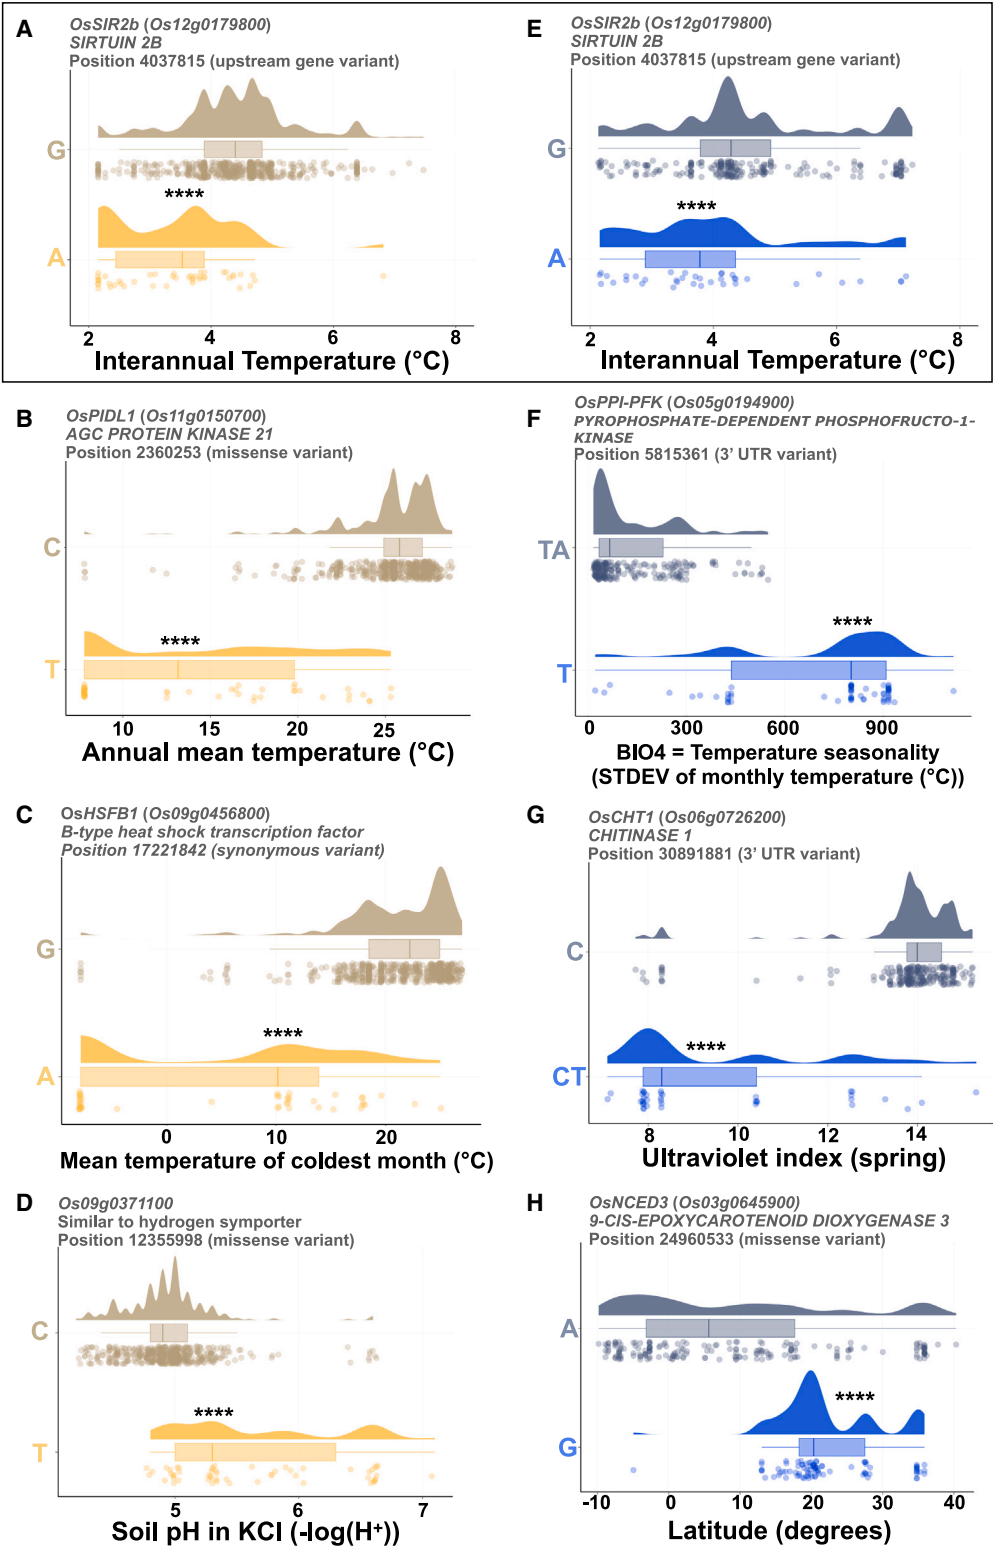 A
OsSIR2b (Os12g0179800)
SIRTUIN 2B
Position 4037815 (upstream gene variant)
G
****
A
2 4 6 8
Interannual Temperature (°C)
E
OsSIR2b (Os12g0179800)
SIRTUIN 2B
Position 4037815 (upstream gene variant)
G
****
A
2 4 6 8
Interannual Temperature (°C)
B
OsPIDL1 (Os11g0150700)
AGC PROTEIN KINASE 21
Position 2360253 (missense variant)
C
****
T
10 15 20 25
Annual mean temperature (°C)
F
OsPPI-PFK (Os05g0194900)
PYROPHOSPHATE-DEPENDENT PHOSPHOFRUCTO-1-
KINASE
Position 5815361 (3’ UTR variant)
TA
****
T
0 300 600 900
BIO4 = Temperature seasonality
(STDEV of monthly temperature (°C))
C
OsHSFB1 (Os09g0456800)
B-type heat shock transcription factor
Position 17221842 (synonymous variant)
G
****
A
0 10 20
Mean temperature of coldest month (°C)
G
OsCHT1 (Os06g0726200)
CHITINASE 1
Position 30891881 (3’ UTR variant)
C
****
CT
8 10 12 14
Ultraviolet index (spring)
D
Os09g0371100
Similar to hydrogen symporter
Position 12355998 (missense variant)
C
****
T
5 6 7
Soil pH in KCl (-log(H⁺))
H
OsNCED3 (Os03g0645900)
9-CIS-EPOXYCAROTENOID DIOXYGENASE 3
Position 24960533 (missense variant)
A
****
G
-10 0 10 20 30 40
Latitude (degrees)